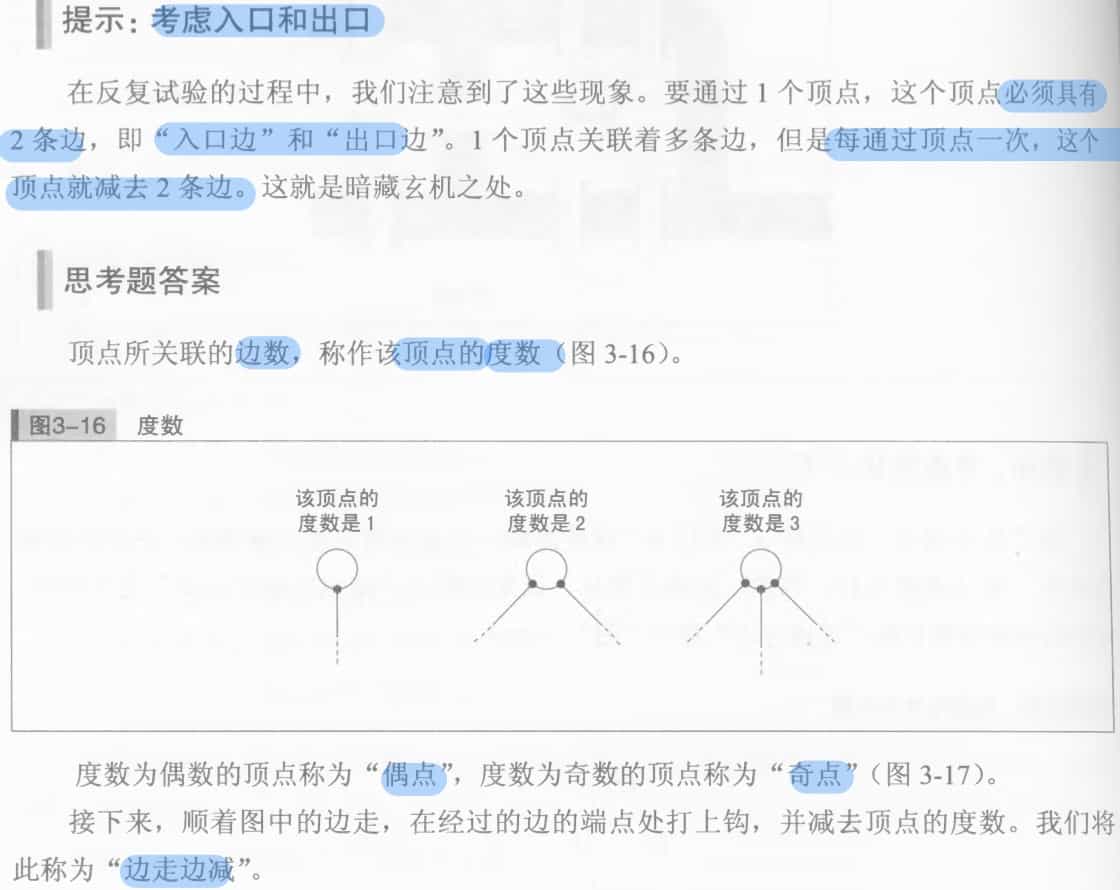 提示：考虑入口和出口
在反复试验的过程中，我们注意到了这些现象。要通过 1 个顶点，这个顶点必须具有
2 条边，即“入口边”和“出口边”。1 个顶点关联着多条边，但是每通过顶点一次，这个
顶点就减去 2 条边。这就是暗藏玄机之处。
思考题答案
顶点所关联的边数，称作该顶点的度数（图 3-16）。
图3-16 度数
该顶点的
度数是 1
该顶点的
度数是 2
该顶点的
度数是 3
度数为偶数的顶点称为“偶点”，度数为奇数的顶点称为“奇点”（图 3-17）。
接下来，顺着图中的边走，在经过的边的端点处打上钩，并减去顶点的度数。我们将
此称为“边走边减”。